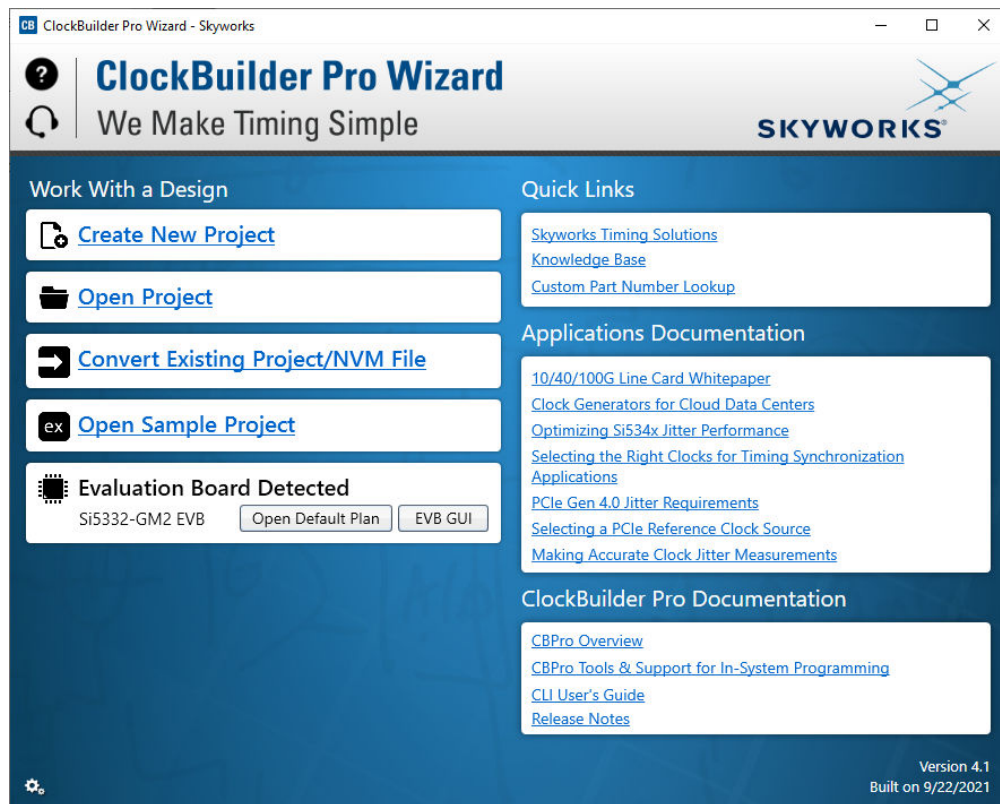 CB ClockBuilder Pro Wizard - Skyworks
?
ClockBuilder Pro Wizard
We Make Timing Simple
SKYWORKS®
Work With a Design
Create New Project
Open Project
Convert Existing Project/NVM File
ex Open Sample Project
Evaluation Board Detected
Si5332-GM2 EVB Open Default Plan EVB GUI
Quick Links
Skyworks Timing Solutions
Knowledge Base
Custom Part Number Lookup
Applications Documentation
10/40/100G Line Card Whitepaper
Clock Generators for Cloud Data Centers
Optimizing Si534x Jitter Performance
Selecting the Right Clocks for Timing Synchronization
Applications
PCIe Gen 4.0 Jitter Requirements
Selecting a PCIe Reference Clock Source
Making Accurate Clock Jitter Measurements
ClockBuilder Pro Documentation
CBPro Overview
CBPro Tools & Support for In-System Programming
CLI User's Guide
Release Notes
Version 4.1
Built on 9/22/2021